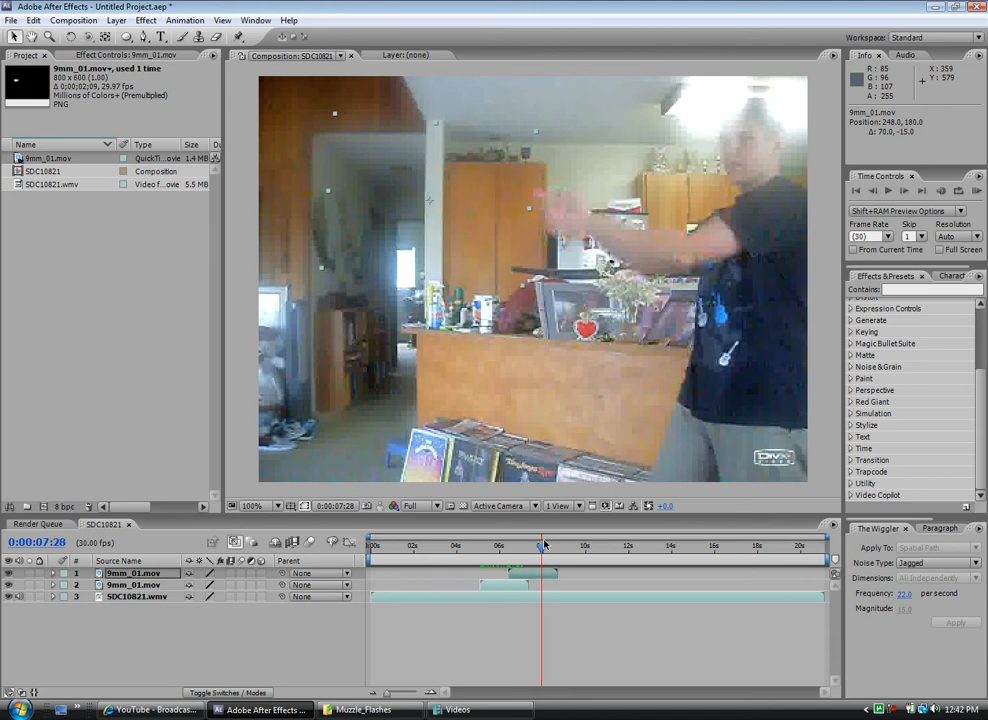 Adobe After Effects - Untitled Project.aep *
File Edit Composition Layer Effect Animation View Window Help
Workspace: Standard
Project Effect Controls: 9mm_01.mov
Composition: SDC10821 Layer: (none)
Info Audio
9mm_01.mov, used 1 time
800 x 600 (1.00)
Δ 0;00;02;09, 29.97 fps
Millions of Colors+ (Premultiplied)
PNG
R : 85
G : 96
B : 107
A : 255
X : 359
Y : 579
9mm_01.mov
Position: 248.0, 180.0
Δ: 70.0, -15.0
Name Type Size Du
9mm_01.mov QuickTi...ovie 1.4 MB
SDC10821 Composition
SDC10821.wmv Video f...ovie 5.5 MB
Time Controls
Shift+RAM Preview Options
Frame Rate Skip Resolution
(30) 1 Auto
From Current Time Full Screen
Effects & Presets Charact
Contains:
Expression Controls
Generate
Keying
Magic Bullet Suite
Matte
Noise & Grain
Paint
Perspective
Red Giant
Simulation
Stylize
Text
Time
Transition
Trapcode
Utility
Video Copilot
DIVX
VIDEO
8 bpc
100% 0:00:07:28 Full Active Camera 1 View +0.0
Render Queue SDC10821
0:00:07:28 (30.00 fps)
:00s 02s 04s 06s 10s 12s 14s 16s 18s 20s
# Source Name Parent
1 9mm_01.mov None
2 9mm_01.mov None
3 SDC10821.wmv None
Toggle Switches / Modes
The Wiggler Paragraph
Apply To: Spatial Path
Noise Type: Jagged
Dimensions: All Independently
Frequency: 22.0 per second
Magnitude: 15.0
Apply
YouTube - Broadcas... Adobe After Effects ... Muzzle_Flashes Videos 12:42 PM